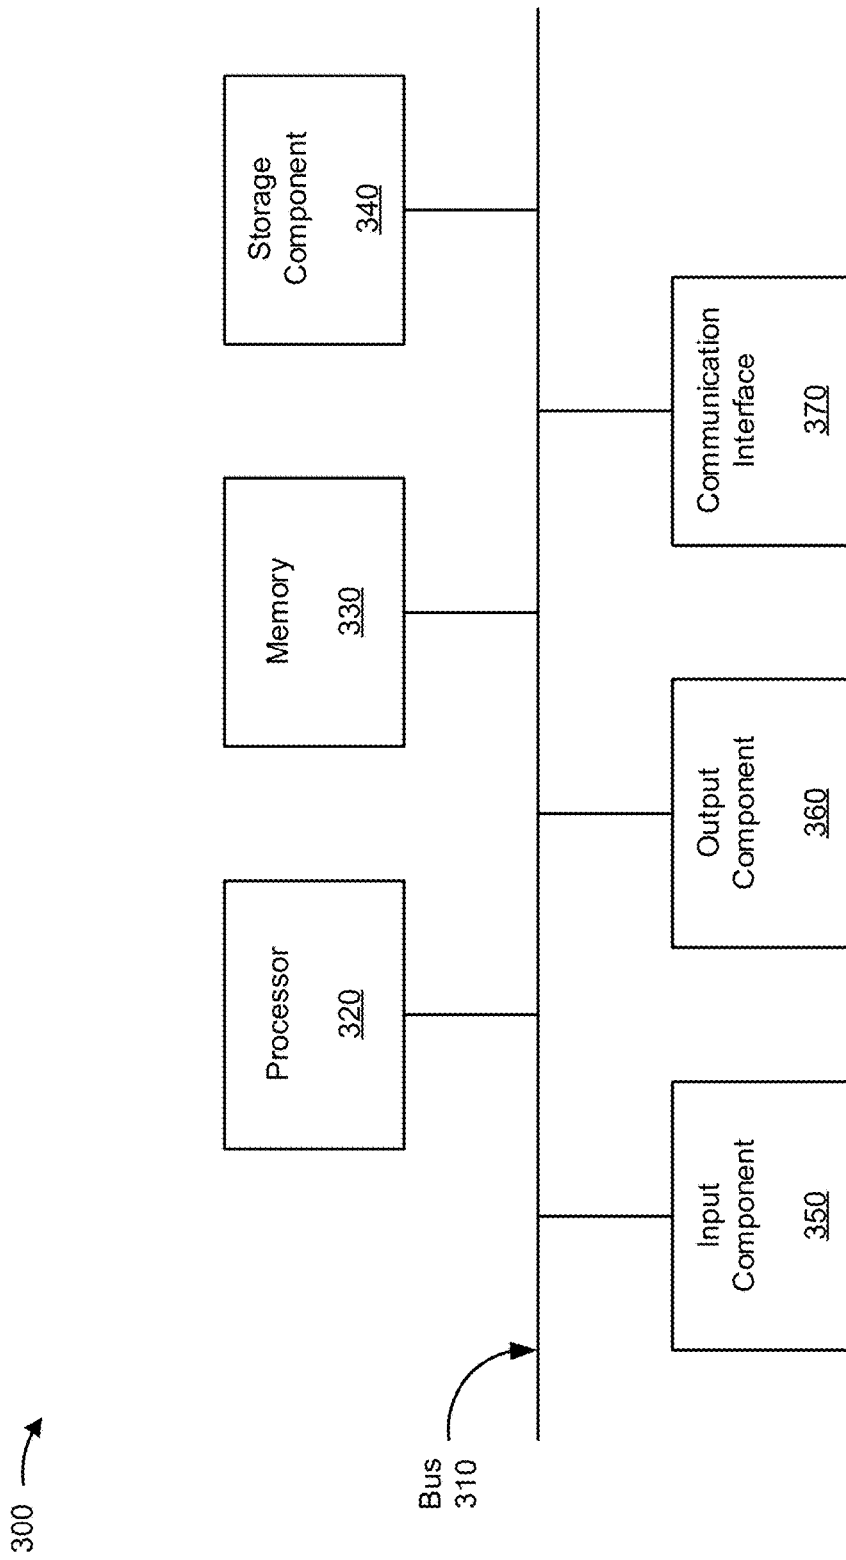 300
Processor
320
Memory
330
Storage
Component
340
Bus
310
Input
Component
350
Output
Component
360
Communication
Interface
370